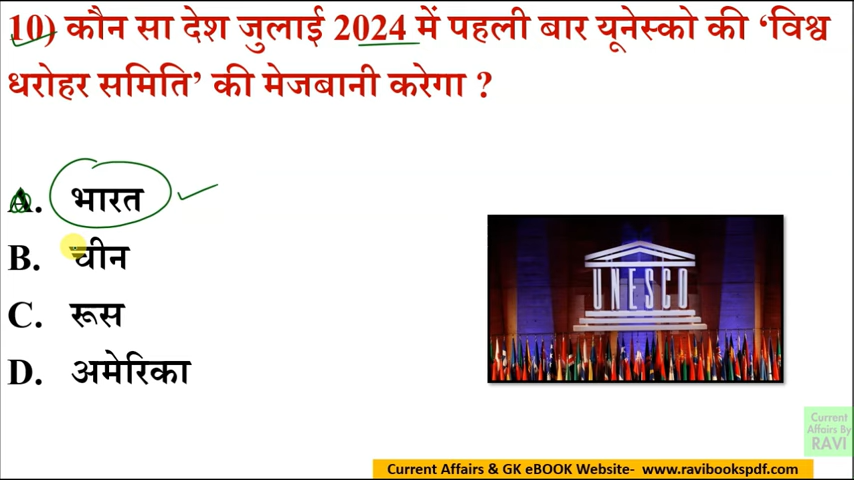 10) कौन सा देश जुलाई 2024 में पहली बार यूनेस्को की ‘विश्व
धरोहर समिति’ की मेजबानी करेगा ?
A. भारत
B. चीन
C. रूस
D. अमेरिका
UNESCO
Current
Affairs By
RAVI
Current Affairs & GK eBOOK Website- www.ravibookspdf.com